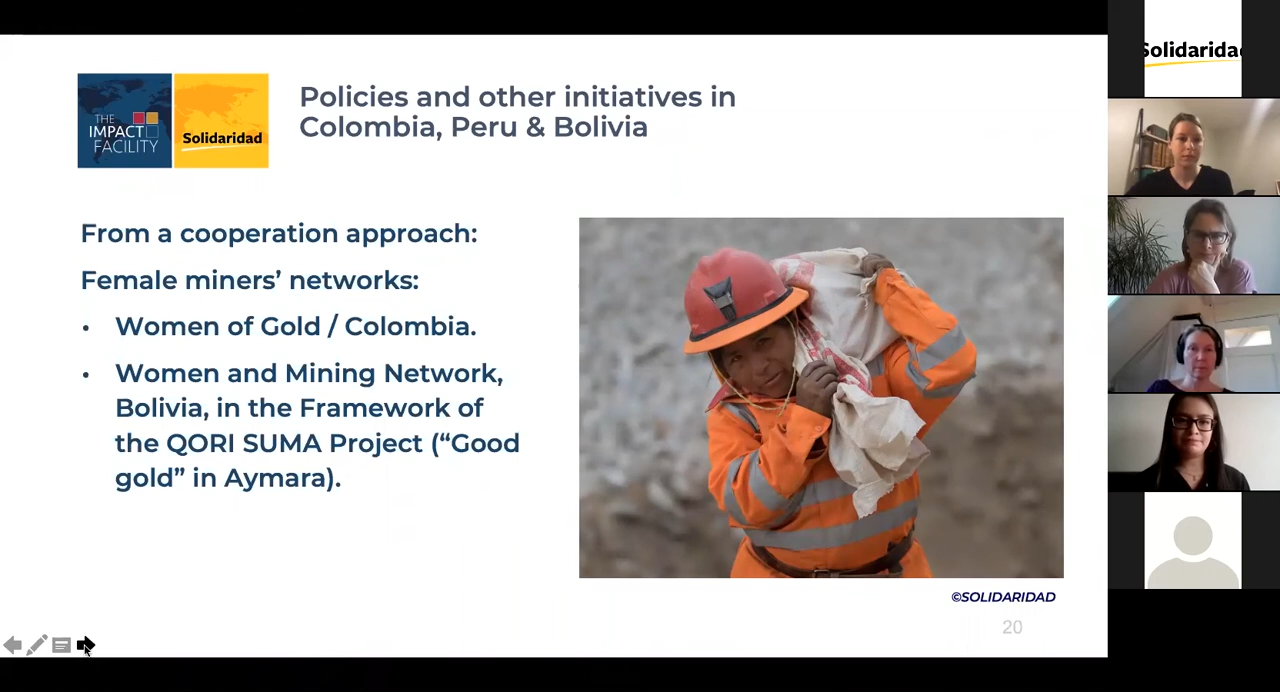 THE
IMPACT
FACILITY
Solidaridad
Policies and other initiatives in
Colombia, Peru & Bolivia
From a cooperation approach:
Female miners’ networks:
• Women of Gold / Colombia.
• Women and Mining Network,
Bolivia, in the Framework of
the QORI SUMA Project (“Good
gold” in Aymara).
©SOLIDARIDAD
20
Solidaridad